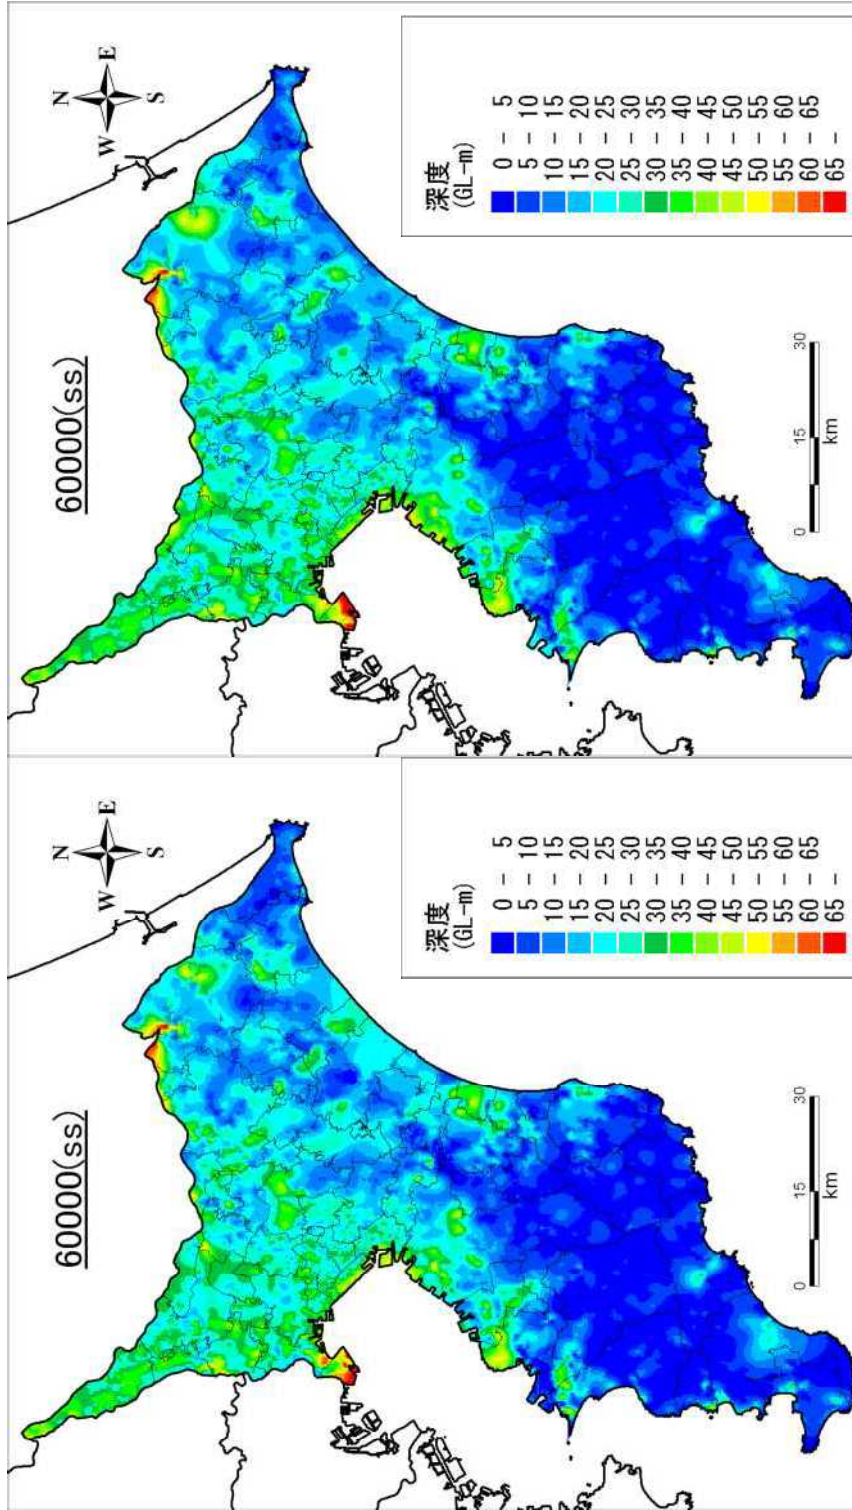 60000(ss)
N
W
E
S
深度
(GL-m)
0 - 5
5 - 10
10 - 15
15 - 20
20 - 25
25 - 30
30 - 35
35 - 40
40 - 45
45 - 50
50 - 55
55 - 60
60 - 65
65 -
0 15 30
km
60000(ss)
N
W
E
S
深度
(GL-m)
0 - 5
5 - 10
10 - 15
15 - 20
20 - 25
25 - 30
30 - 35
35 - 40
40 - 45
45 - 50
50 - 55
55 - 60
60 - 65
65 -
0 15 30
km